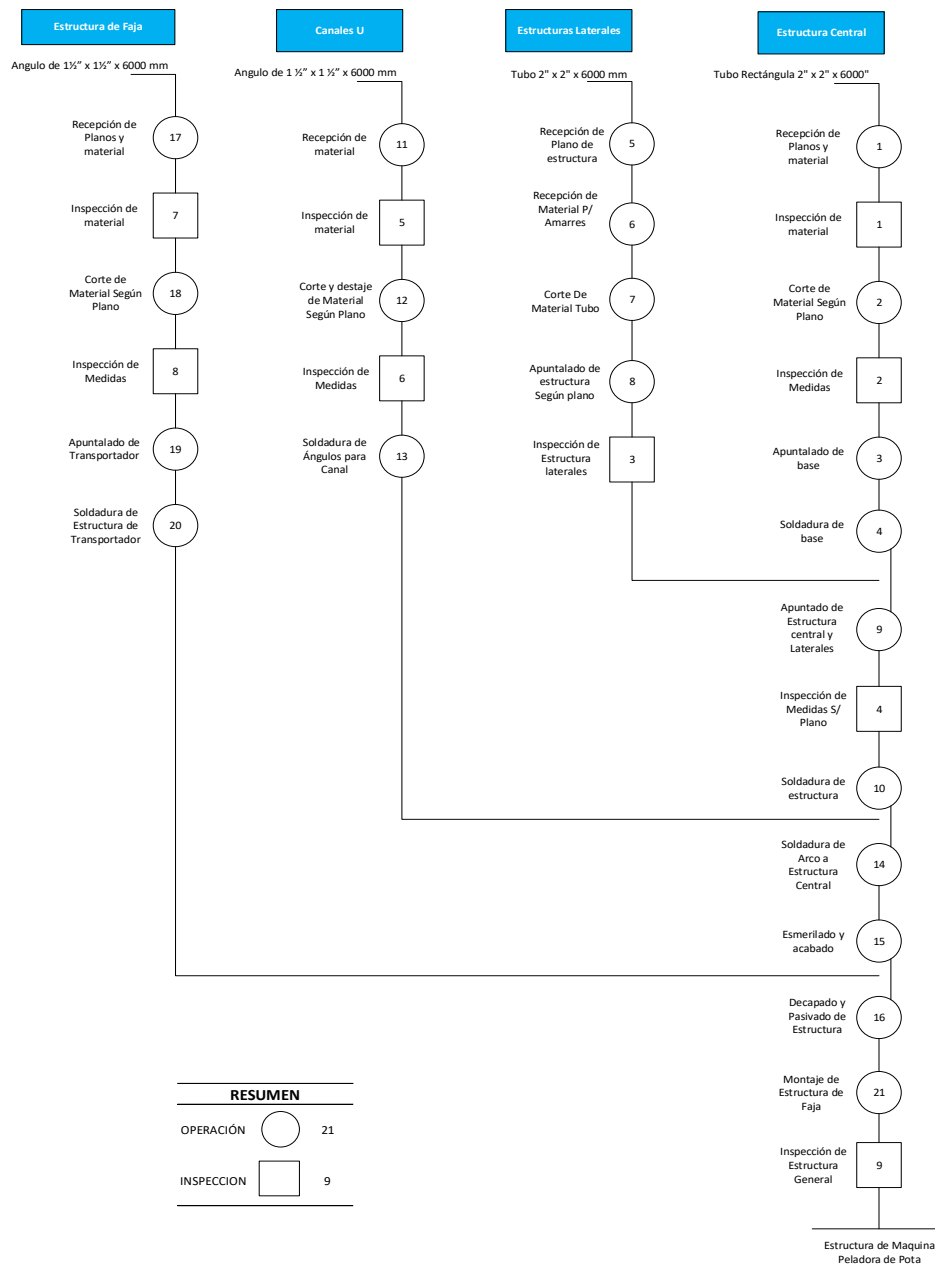 Estructura de Faja
Angulo de 1½” x 1½” x 6000 mm
Recepción de
Planos y
material
17
Inspección de
material
7
Corte de
Material Según
Plano
18
Inspección de
Medidas
8
Apuntalado de
Transportador
19
Soldadura de
Estructura de
Transportador
20
Canales U
Angulo de 1 ½” x 1 ½” x 6000 mm
Recepción de
material
11
Inspección de
material
5
Corte y destaje
de Material
Según Plano
12
Inspección de
Medidas
6
Soldadura de
Ángulos para
Canal
13
Estructuras Laterales
Tubo 2" x 2" x 6000 mm
Recepción de
Plano de
estructura
5
Recepción de
Material P/
Amarres
6
Corte De
Material Tubo
7
Apuntalado de
estructura
Según plano
8
Inspección de
Estructura
laterales
3
Estructura Central
Tubo Rectángula 2" x 2" x 6000"
Recepción de
Planos y
material
1
Inspección de
material
1
Corte de
Material Según
Plano
2
Inspección de
Medidas
2
Apuntalado de
base
3
Soldadura de
base
4
Apuntado de
Estructura
central y
Laterales
9
Inspección de
Medidas S/
Plano
4
Soldadura de
estructura
10
Soldadura de
Arco a
Estructura
Central
14
Esmerilado y
acabado
15
Decapado y
Pasivado de
Estructura
16
Montaje de
Estructura de
Faja
21
Inspección de
Estructura
General
9
Estructura de Maquina
Peladora de Pota
RESUMEN
OPERACIÓN 21
INSPECCION 9